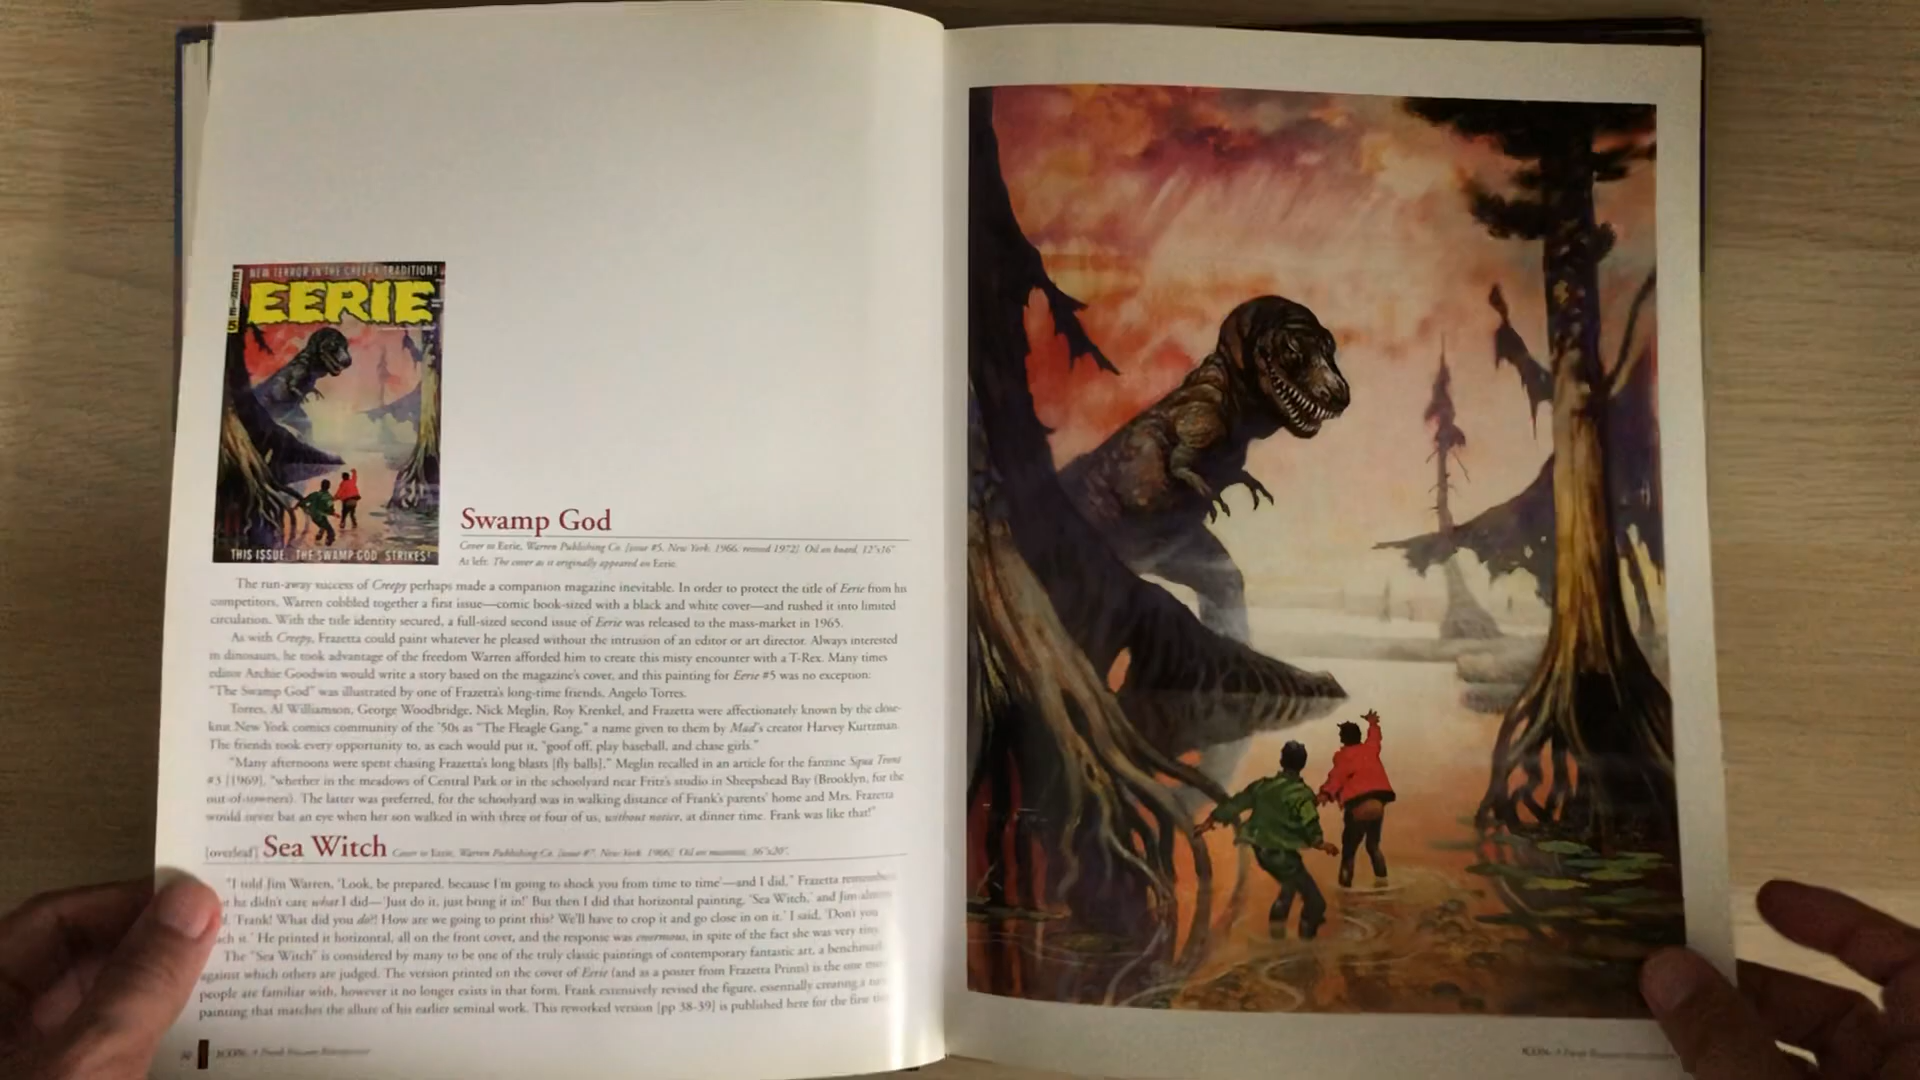 NEW TERROR IN THE CREEPY TRADITION!
EERIE 5
EERIE
THIS ISSUE: THE SWAMP GOD STRIKES!
Swamp God
Cover to Eerie, Warren Publishing Co. [issue #5, New York: 1966; revised 1972] Oil on board, 12"x16"
At left: The cover as it originally appeared on Eerie.
The run-away success of Creepy perhaps made a companion magazine inevitable. In order to protect the title of Eerie from his
competitors, Warren cobbled together a first issue—comic book-sized with a black and white cover—and rushed it into limited
circulation. With the title identity secured, a full-sized second issue of Eerie was released to the mass-market in 1965.
As with Creepy, Frazetta could paint whatever he pleased without the intrusion of an editor or art director. Always interested
in dinosaurs, he took advantage of the freedom Warren afforded him to create this misty encounter with a T-Rex. Many times
editor Archie Goodwin would write a story based on the magazine's cover, and this painting for Eerie #5 was no exception:
"The Swamp God" was illustrated by one of Frazetta's long-time friends, Angelo Torres.
Torres, Al Williamson, George Woodbridge, Nick Meglin, Roy Krenkel, and Frazetta were affectionately known by the close-
knit New York comics community of the '50s as "The Fleagle Gang," a name given to them by Mad's creator Harvey Kurtzman.
The friends took every opportunity to, as each would put it, "goof off, play baseball, and chase girls."
"Many afternoons were spent chasing Frazetta's long blasts [fly balls]," Meglin recalled in an article for the fanzine Squa Tront
#3 [1969], "whether in the meadows of Central Park or in the schoolyard near Fritz's studio in Sheepshead Bay (Brooklyn, for the
out-of-towners). The latter was preferred, for the schoolyard was in walking distance of Frank's parents' home and Mrs. Frazetta
would never bat an eye when her son walked in with three or four of us, without notice, at dinner time. Frank was like that!"
[overleaf] Sea Witch Cover to Eerie, Warren Publishing Co. [issue #7, New York: 1966] Oil on masonite, 16"x20".
"I told Jim Warren, 'Look, be prepared, because I'm going to shock you from time to time'—and I did," Frazetta
he didn't care what I did—'Just do it, just bring it in!' But then I did that horizontal painting, 'Sea Witch,' and Jim
'Frank! What did you do?! How are we going to print this? We'll have to crop it and go close in on it.' I said, 'Don't you
it.' He printed it horizontal, all on the front cover, and the response was enormous, in spite of the fact she was very tiny.
The "Sea Witch" is considered by many to be one of the truly classic paintings of contemporary fantastic art, a benchmark
against which others are judged. The version printed on the cover of Eerie (and as a poster from Frazetta Prints) is the one
people are familiar with, however it no longer exists in that form. Frank extensively revised the figure, essentially creating a
painting that matches the allure of his earlier seminal work. This reworked version [pp 38-39] is published here for the first
ICON: A Frank Frazetta Retrospective
ICON: A Frank Frazetta Retrospective